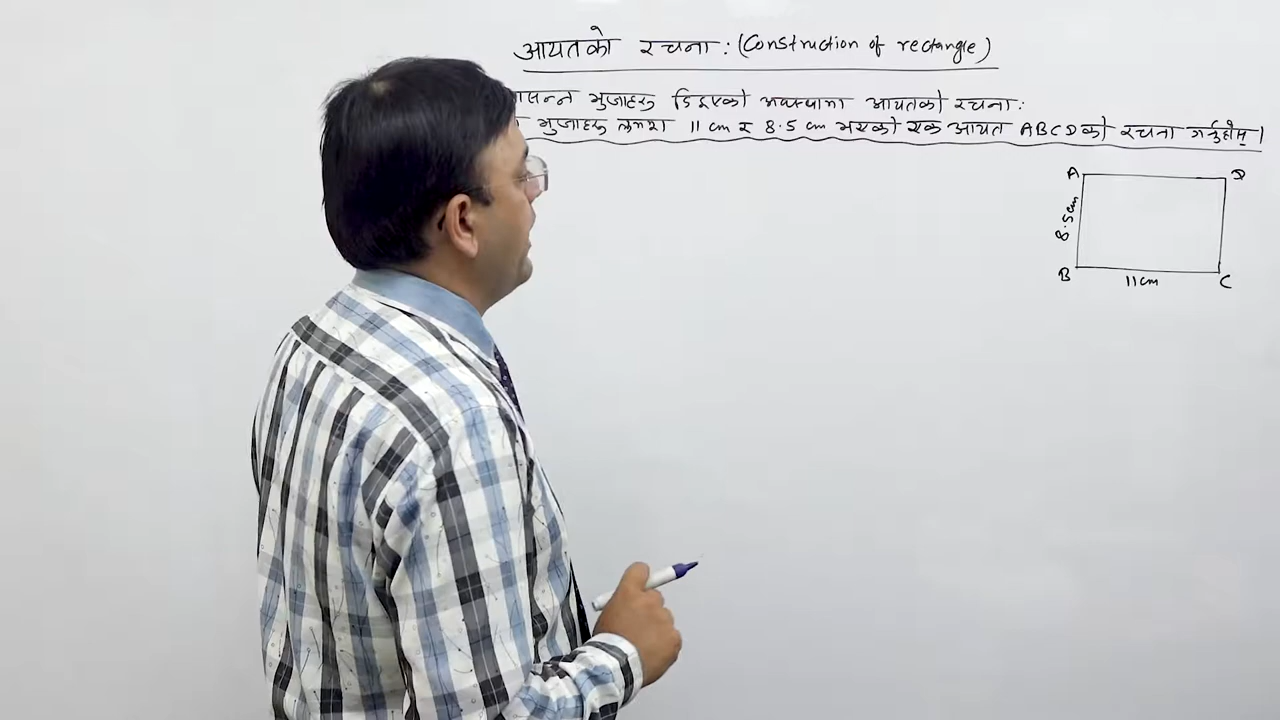 आयतको रचना : (Construction of rectangle)
भुजाहरु दिइएको अवस्थामा आयतको रचना :
भुजाहरु क्रमश 11 cm र 8.5 cm भएको एक आयत ABCD को रचना गर्नुहोस् ।
A D
8.5 cm
B 11 cm C